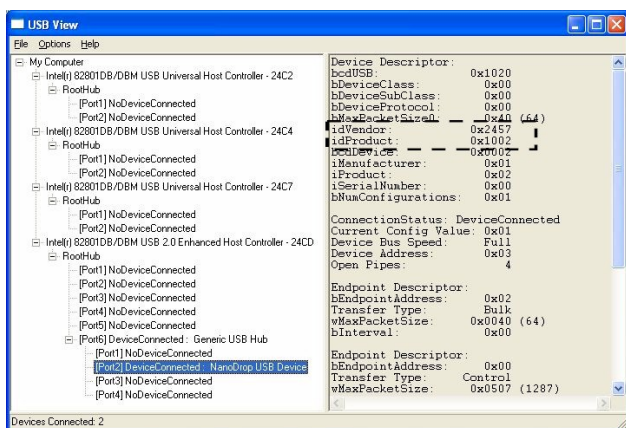 USB View
File Options Help
My Computer
Intel(r) 82801DB/DBM USB Universal Host Controller - 24C2
RootHub
[Port1] NoDeviceConnected
[Port2] NoDeviceConnected
Intel(r) 82801DB/DBM USB Universal Host Controller - 24C4
RootHub
[Port1] NoDeviceConnected
[Port2] NoDeviceConnected
Intel(r) 82801DB/DBM USB Universal Host Controller - 24C7
RootHub
[Port1] NoDeviceConnected
[Port2] NoDeviceConnected
Intel(r) 82801DB/DBM USB 2.0 Enhanced Host Controller - 24CD
RootHub
[Port1] NoDeviceConnected
[Port2] NoDeviceConnected
[Port3] NoDeviceConnected
[Port4] NoDeviceConnected
[Port5] NoDeviceConnected
[Port6] DeviceConnected : Generic USB Hub
[Port1] NoDeviceConnected
[Port2] DeviceConnected : NanoDrop USB Device
[Port3] NoDeviceConnected
[Port4] NoDeviceConnected
Device Descriptor:
bcdUSB: 0x1020
bDeviceClass: 0x00
bDeviceSubClass: 0x00
bDeviceProtocol: 0x00
bMaxPacketSize0: 0x40 (64)
idVendor: 0x2457
idProduct: 0x1002
bcdDevice: 0x0002
iManufacturer: 0x01
iProduct: 0x02
iSerialNumber: 0x00
bNumConfigurations: 0x01
ConnectionStatus: DeviceConnected
Current Config Value: 0x01
Device Bus Speed: Full
Device Address: 0x03
Open Pipes: 4
Endpoint Descriptor:
bEndpointAddress: 0x02
Transfer Type: Bulk
wMaxPacketSize: 0x0040 (64)
bInterval: 0x00
Endpoint Descriptor:
bEndpointAddress: 0x00
Transfer Type: Control
wMaxPacketSize: 0x0507 (1287)
Devices Connected: 2